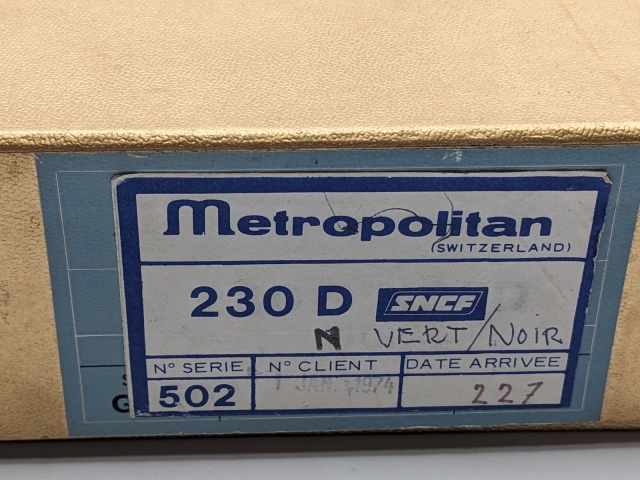 Metropolitan
(SWITZERLAND)
230 D SNCF
N VERT/NOIR
N° SERIE N° CLIENT DATE ARRIVEE
502 1 JAN. 1974 227
G